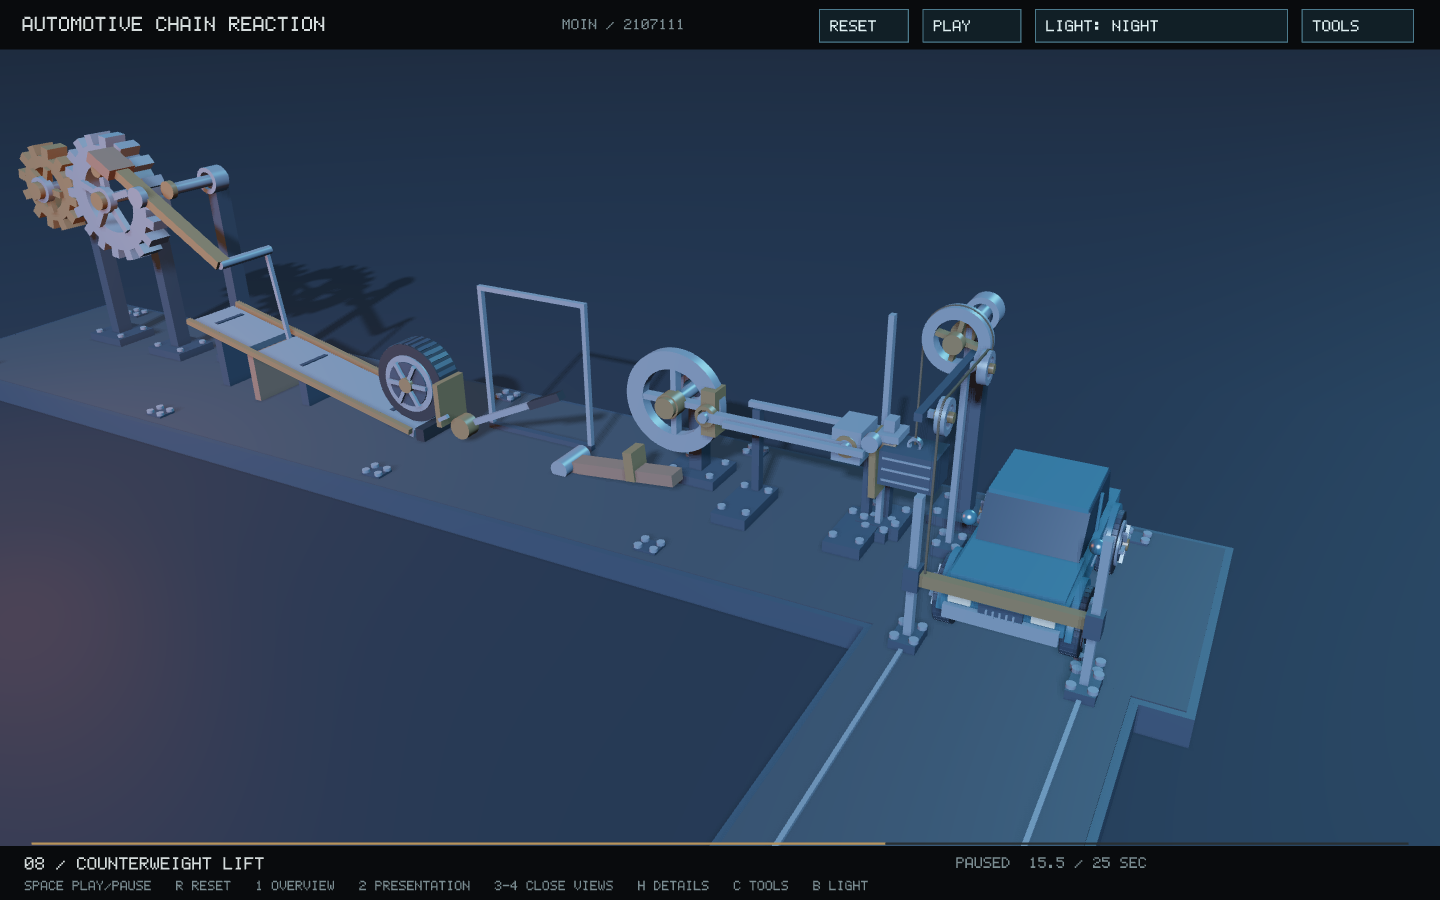 AUTOMOTIVE CHAIN REACTION
MOIN / 2107111
RESET
PLAY
LIGHT: NIGHT
TOOLS
08 / COUNTERWEIGHT LIFT
PAUSED 15.5 / 25 SEC
SPACE PLAY/PAUSE R RESET 1 OVERVIEW 2 PRESENTATION 3-4 CLOSE VIEWS H DETAILS C TOOLS B LIGHT